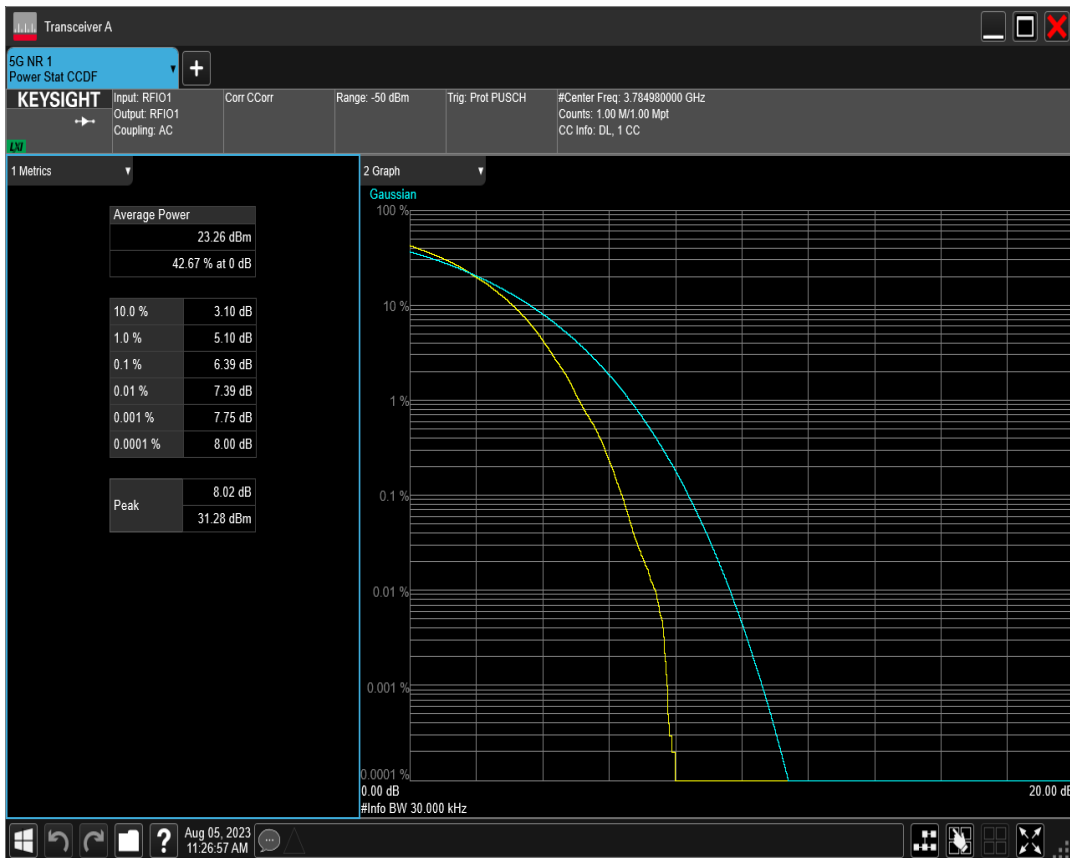 Transceiver A
5G NR 1
Power Stat CCDF
+
KEYSIGHT
LXI
Input: RFIO1
Output: RFIO1
Coupling: AC
Corr CCorr
Range: -50 dBm
Trig: Prot PUSCH
#Center Freq: 3.784980000 GHz
Counts: 1.00 M/1.00 Mpt
CC Info: DL, 1 CC
1 Metrics
Average Power
23.26 dBm
42.67 % at 0 dB
10.0 % 3.10 dB
1.0 % 5.10 dB
0.1 % 6.39 dB
0.01 % 7.39 dB
0.001 % 7.75 dB
0.0001 % 8.00 dB
Peak
8.02 dB
31.28 dBm
2 Graph
Gaussian
100 %
10 %
1 %
0.1 %
0.01 %
0.001 %
0.0001 %
0.00 dB 20.00 dB
#Info BW 30.000 kHz
?
Aug 05, 2023
11:26:57 AM